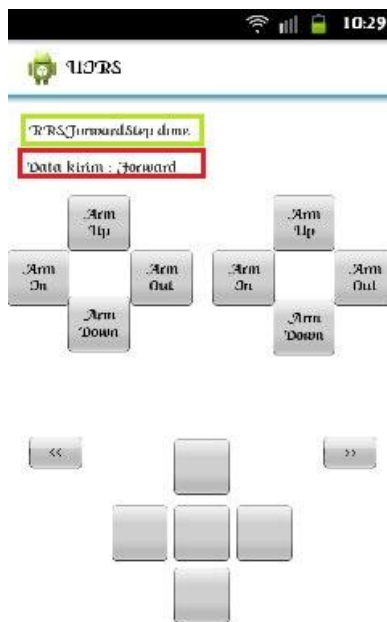 10:29
UIRS
RRSForwardStep done.
Data kirim : Forward
Arm
Up
Arm
Up
Arm
In
Arm
Out
Arm
In
Arm
Out
Arm
Down
Arm
Down
<<
>>